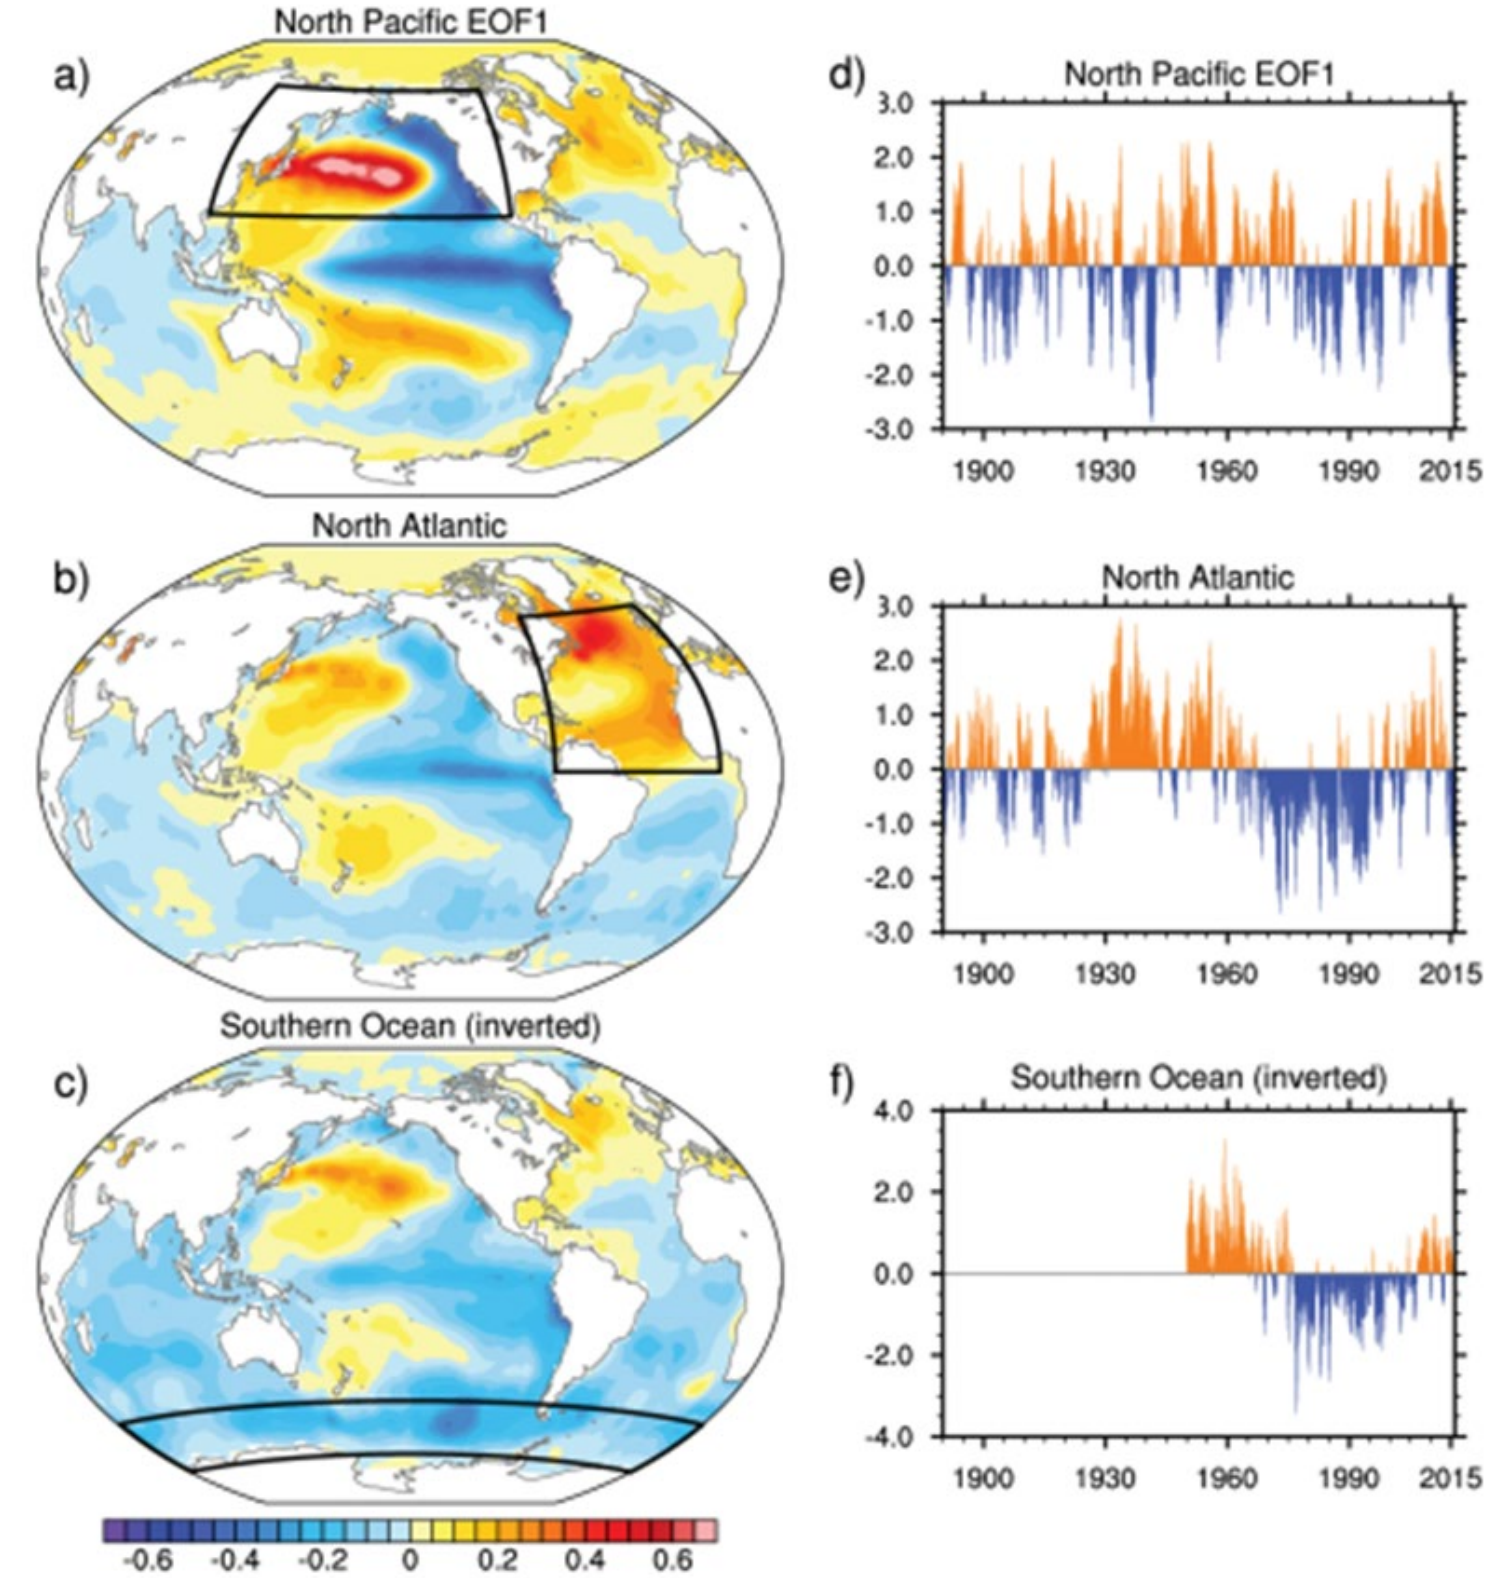 North Pacific EOF1
a)
d)
North Pacific EOF1
3.0
2.0
1.0
0.0
-1.0
-2.0
-3.0
1900 1930 1960 1990 2015
North Atlantic
b)
e)
North Atlantic
3.0
2.0
1.0
0.0
-1.0
-2.0
-3.0
1900 1930 1960 1990 2015
Southern Ocean (inverted)
c)
f)
Southern Ocean (inverted)
4.0
2.0
0.0
-2.0
-4.0
1900 1930 1960 1990 2015
-0.6 -0.4 -0.2 0 0.2 0.4 0.6